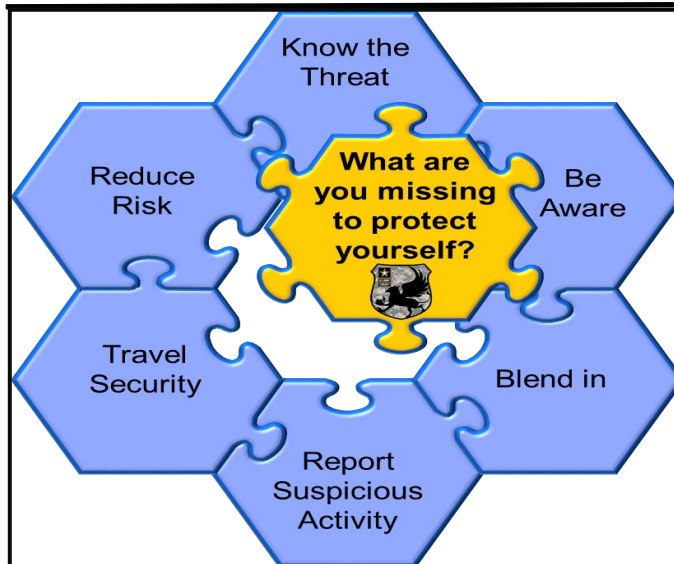 Know the
Threat
What are
you missing
to protect
yourself?
Be
Aware
Reduce
Risk
Travel
Security
Blend in
Report
Suspicious
Activity